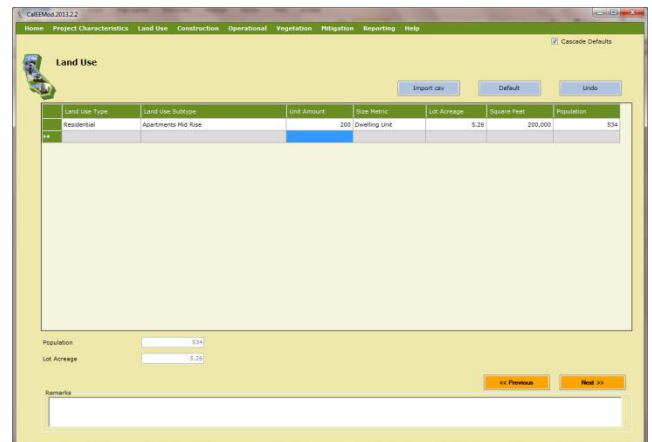 CalEEMod.2013.2.2
Home Project Characteristics Land Use Construction Operational Vegetation Mitigation Reporting Help
Cascade Defaults
Land Use
Import csv Default Undo
Land Use Type Land Use Subtype Unit Amount Size Metric Lot Acreage Square Feet Population
Residential Apartments Mid Rise 200 Dwelling Unit 5.26 200,000 534
Population 534
Lot Acreage 5.26
<< Previous Next >>
Remarks